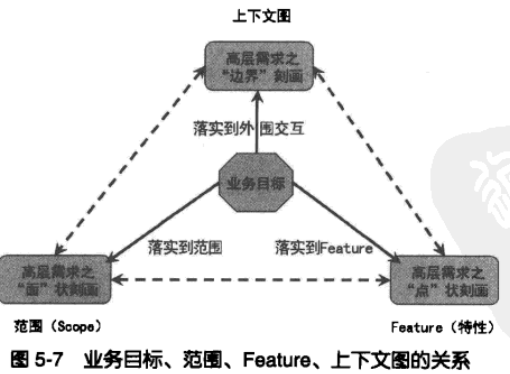 上下文图
高层需求之
“边界”刻画
落实到外围交互
业务目标
落实到范围
落实到Feature
高层需求之
“面”状刻画
高层需求之
“点”状刻画
范围（Scope）
Feature（特性）
图 5-7 业务目标、范围、Feature、上下文图的关系